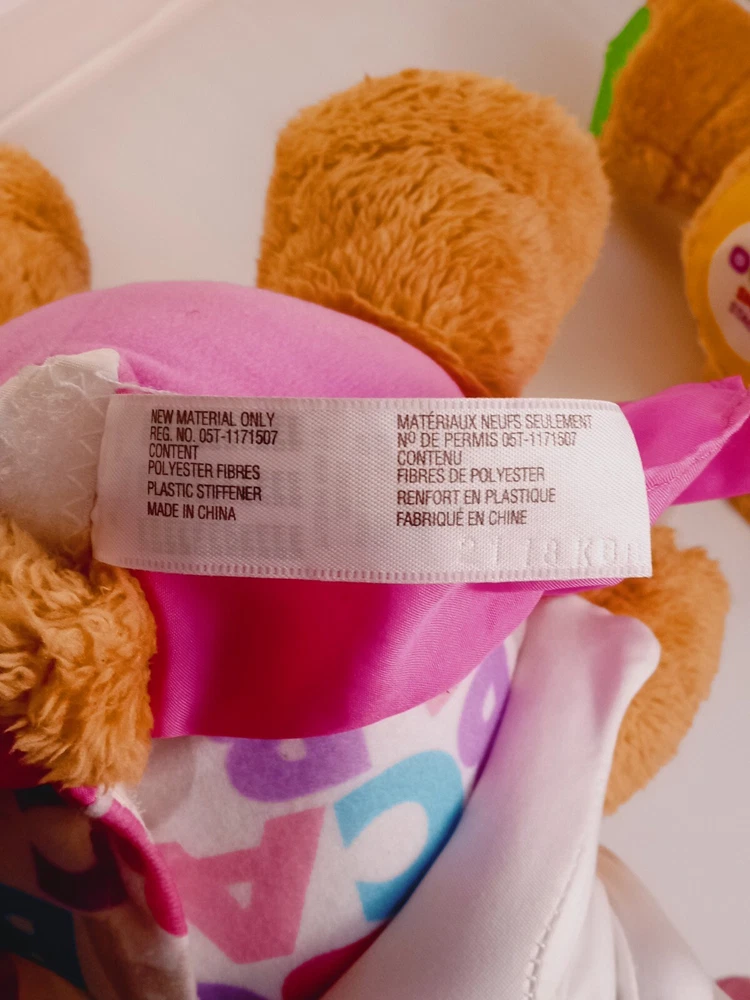 NEW MATERIAL ONLY
REG. NO. 05T-1171507
CONTENT
POLYESTER FIBRES
PLASTIC STIFFENER
MADE IN CHINA
MATÉRIAUX NEUFS SEULEMENT
Nº DE PERMIS 05T-1171507
CONTENU
FIBRES DE POLYESTER
RENFORT EN PLASTIQUE
FABRIQUÉ EN CHINE
B
C
A